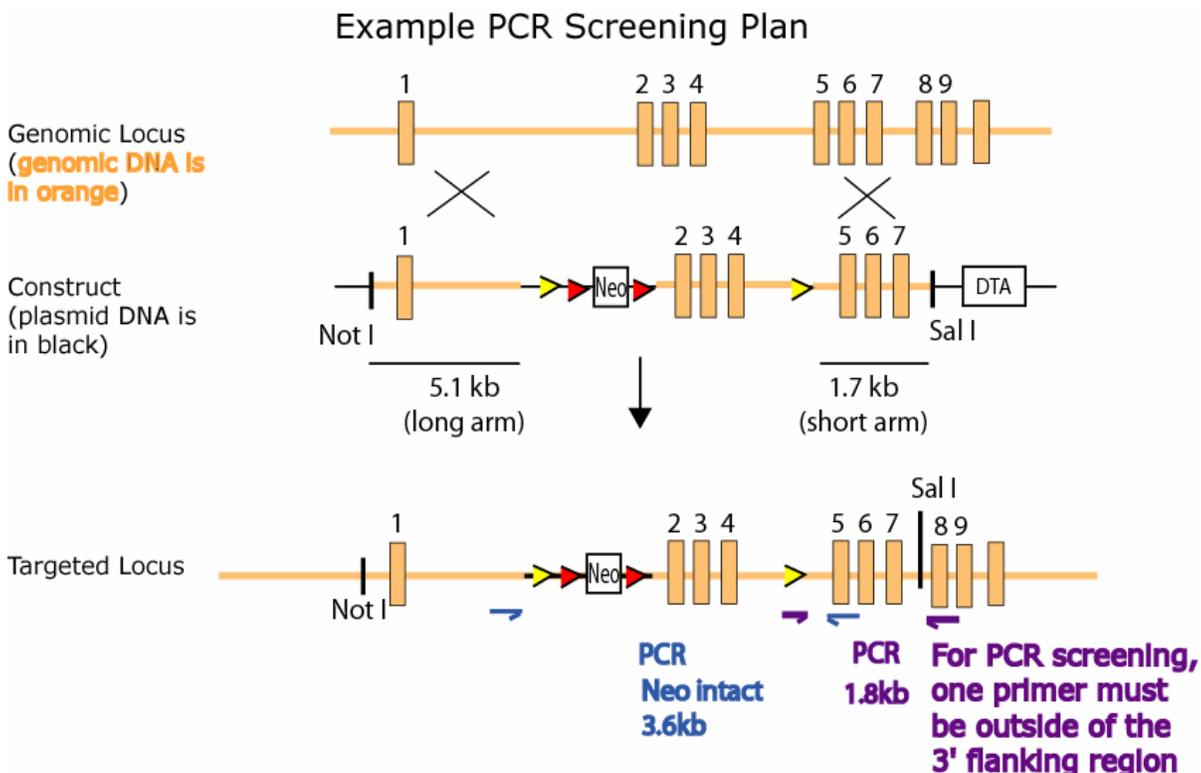 Example PCR Screening Plan
1 2 3 4 5 6 7 8 9
Genomic Locus
(genomic DNA is
in orange)
1 2 3 4 5 6 7
Construct
(plasmid DNA is
in black)
Neo
DTA
Not I
Sal I
5.1 kb
(long arm)
1.7 kb
(short arm)
Sal I
1 2 3 4 5 6 7 8 9
Targeted Locus
Neo
Not I
PCR
Neo intact
3.6kb
PCR
1.8kb
For PCR screening,
one primer must
be outside of the
3' flanking region